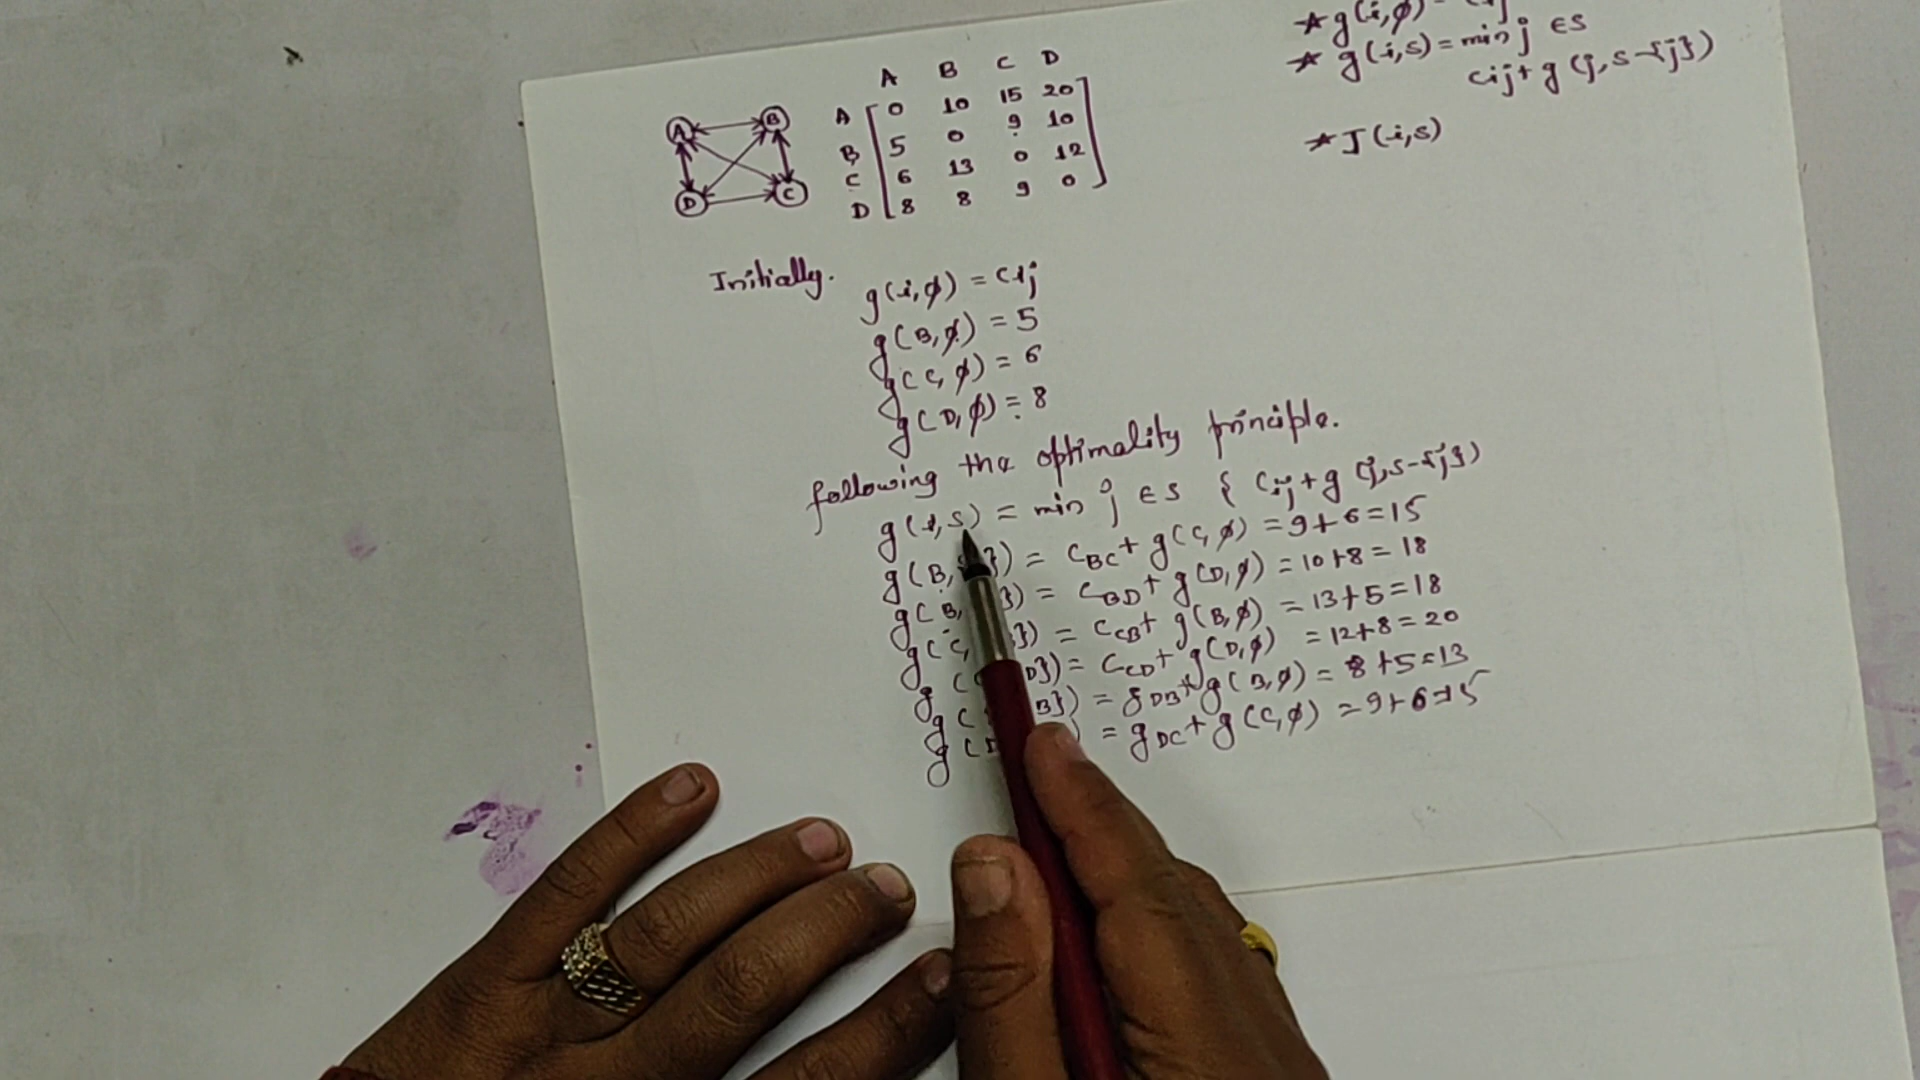 A B C D
A 0 10 15 20
B 5 0 9 10
C 6 13 0 12
D 8 8 9 0
A B
D C
* g(i,φ) =
* g(i,s) = min j ∈s
cij + g (j, s-{j})
* J(i,s)
Initially.
g(i,φ) = cij
g(B,φ) = 5
g(C,φ) = 6
g(D,φ) = 8
following the optimality principle.
g(i,s) = min j ∈ s { cij + g (j,s-{j})
g(B, }) = CBC + g(C,φ) = 9+6=15
g(B, }) = CBD + g(D,φ) = 10+8=18
g(C, B}) = CCB + g(B,φ) = 13+5=18
g( D}) = CCD + g(D,φ) = 12+8=20
g( B}) = gDB + g(B,φ) = 8+5=13
g(D ) = gDC + g(C,φ) = 9+6=15